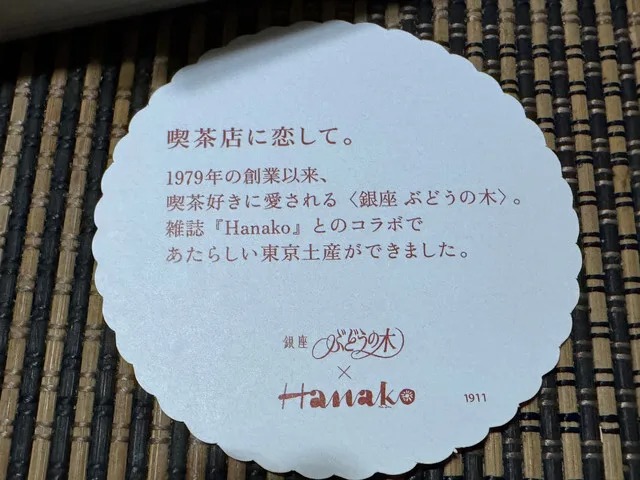 喫茶店に恋して。
1979年の創業以来、
喫茶好きに愛される〈銀座 ぶどうの木〉。
雑誌『Hanako』とのコラボで
あたらしい東京土産ができました。
銀座 ぶどうの木
×
Hanako
1911